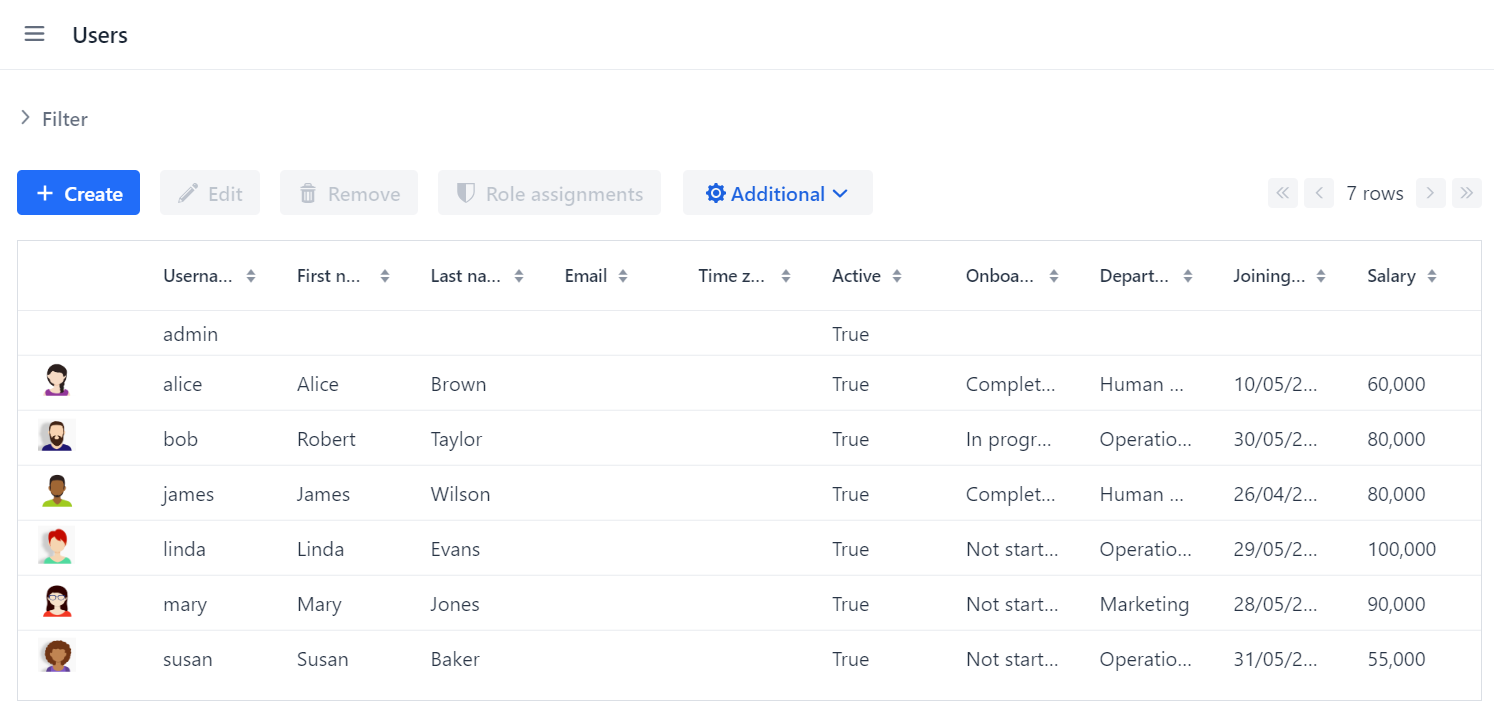 Users
Filter
Create Edit Remove Role assignments Additional 7 rows
Userna... First n... Last na... Email Time z... Active Onboa... Depart... Joining... Salary
admin True
alice Alice Brown True Complet... Human ... 10/05/2... 60,000
bob Robert Taylor True In progr... Operatio... 30/05/2... 80,000
james James Wilson True Complet... Human ... 26/04/2... 80,000
linda Linda Evans True Not start... Operatio... 29/05/2... 100,000
mary Mary Jones True Not start... Marketing 28/05/2... 90,000
susan Susan Baker True Not start... Operatio... 31/05/2... 55,000